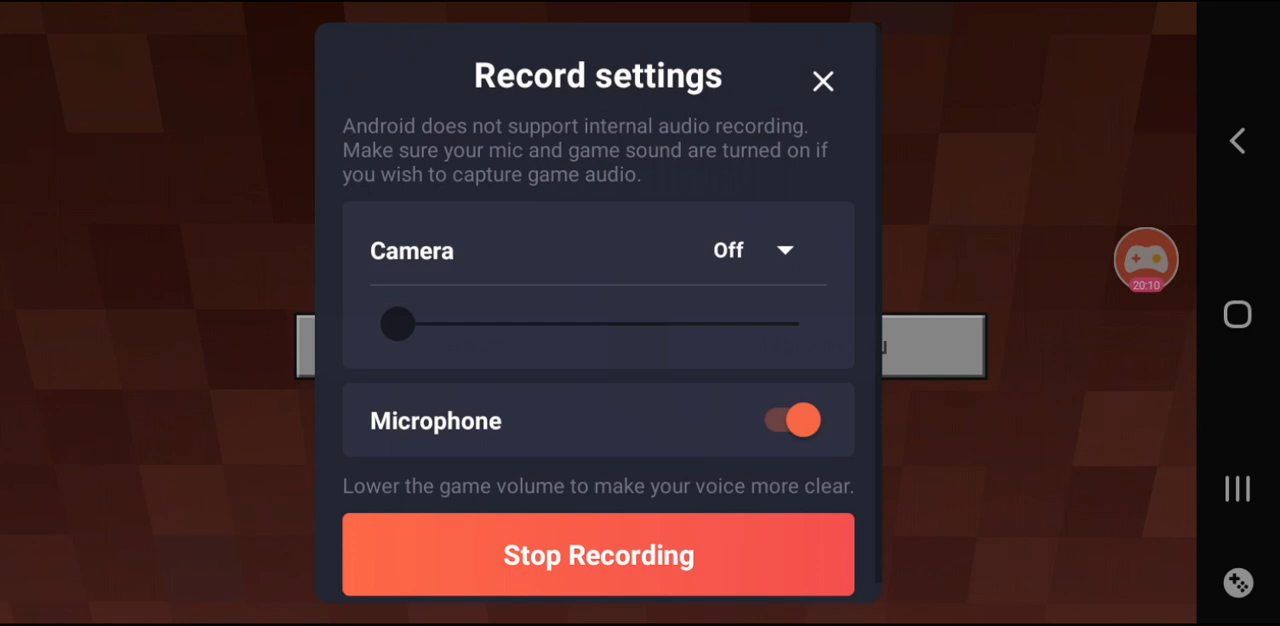 Record settings
Android does not support internal audio recording.
Make sure your mic and game sound are turned on if
you wish to capture game audio.
Camera Off
20:10
Microphone
Lower the game volume to make your voice more clear.
Stop Recording